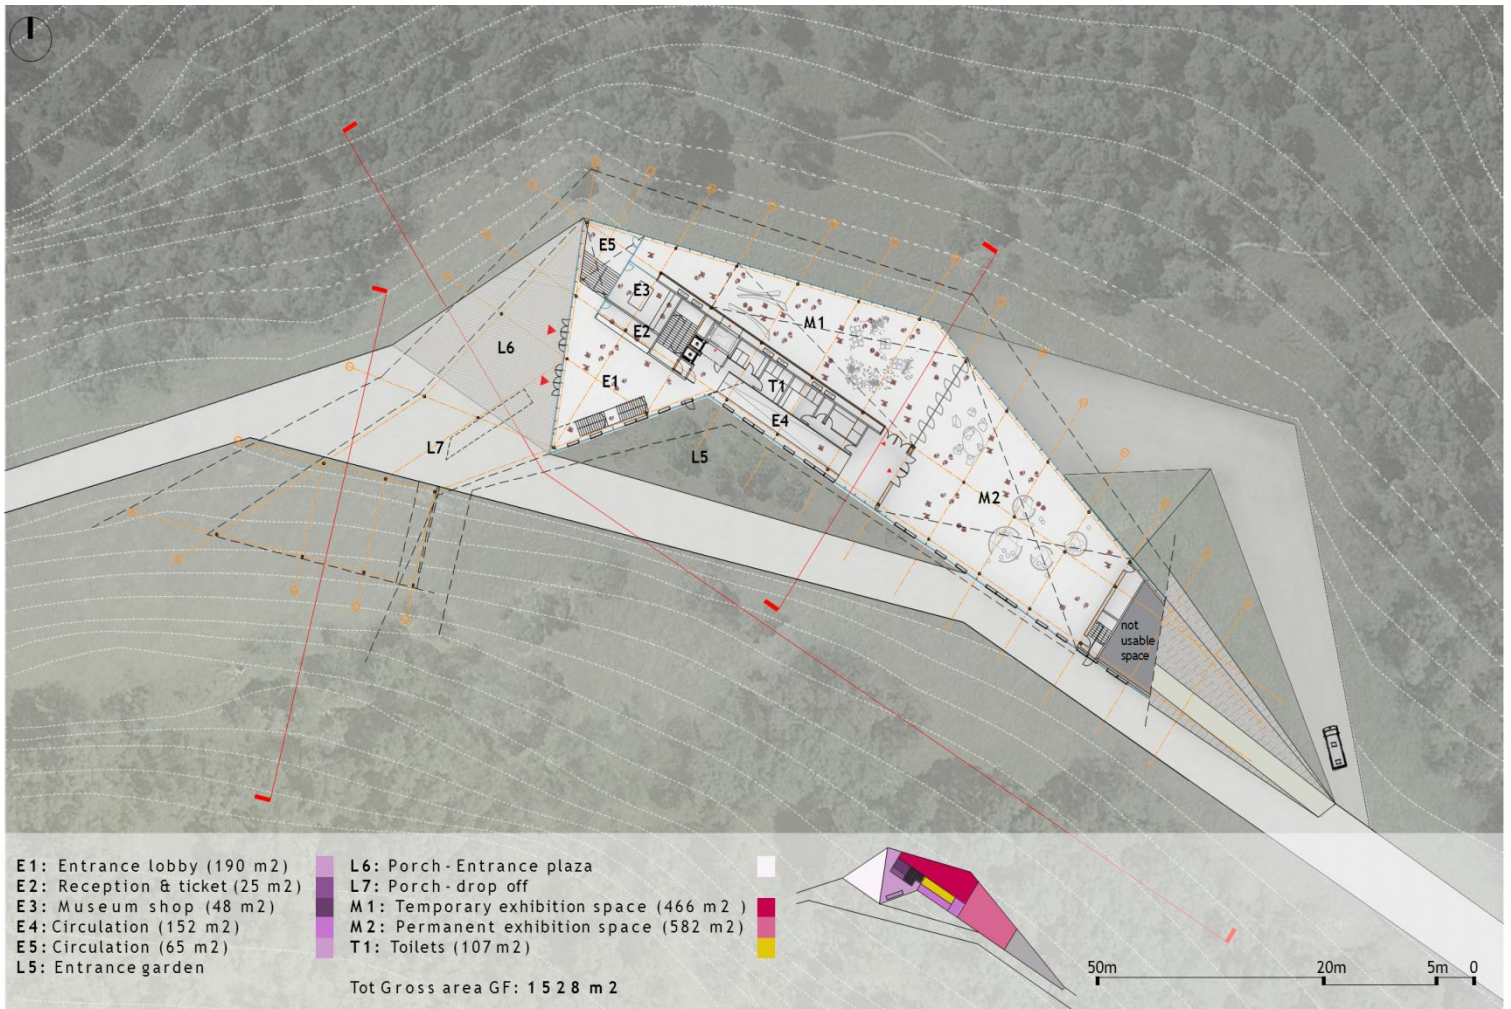 E5
E3
M1
E2
L6
E1
T1
E4
L7
L5
M2
not
usable
space
E1: Entrance lobby (190 m2)
E2: Reception & ticket (25 m2)
E3: Museum shop (48 m2)
E4: Circulation (152 m2)
E5: Circulation (65 m2)
L5: Entrance garden
L6: Porch - Entrance plaza
L7: Porch - drop off
M1: Temporary exhibition space (466 m2 )
M2: Permanent exhibition space (582 m2)
T1: Toilets (107 m2)
Tot Gross area GF: 1528 m2
50m 20m 5m 0